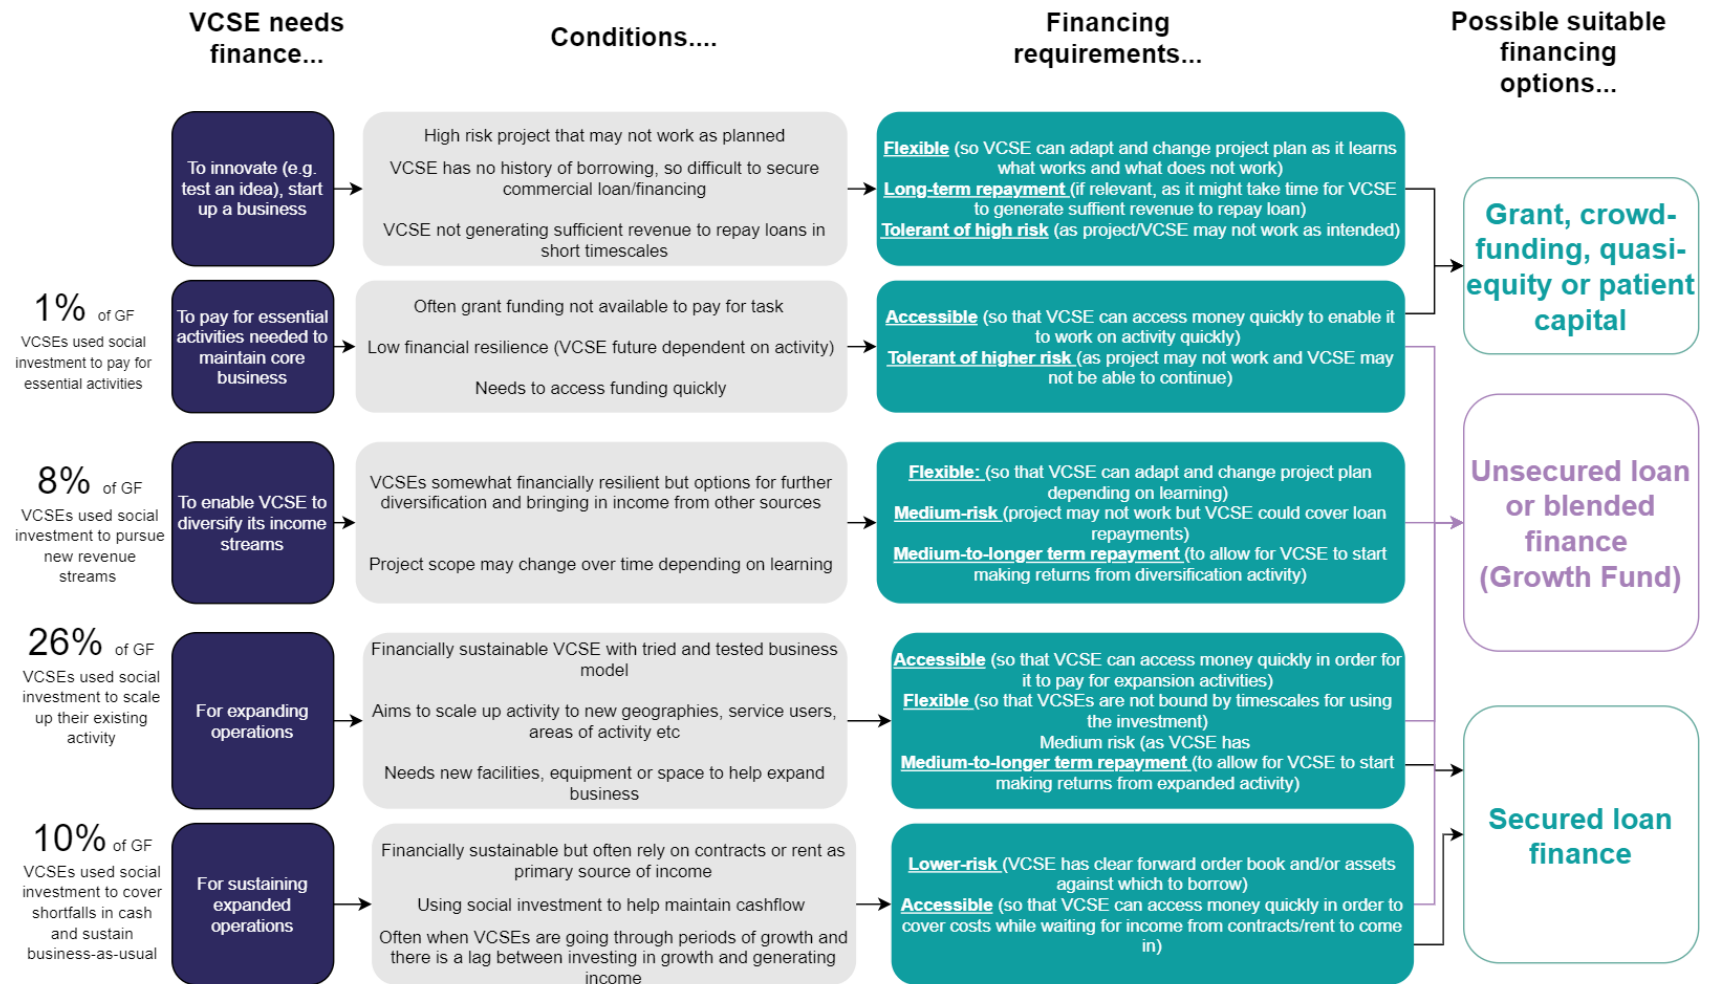 VCSE needs
finance...
Conditions....
Financing
requirements...
Possible suitable
financing
options...
To innovate (e.g.
test an idea), start
up a business
High risk project that may not work as planned
VCSE has no history of borrowing, so difficult to secure
commercial loan/financing
VCSE not generating sufficient revenue to repay loans in
short timescales
Flexible (so VCSE can adapt and change project plan as it learns
what works and what does not work)
Long-term repayment (if relevant, as it might take time for VCSE
to generate suffient revenue to repay loan)
Tolerant of high risk (as project/VCSE may not work as intended)
1% of GF
VCSEs used social
investment to pay for
essential activities
To pay for essential
activities needed to
maintain core
business
Often grant funding not available to pay for task
Low financial resilience (VCSE future dependent on activity)
Needs to access funding quickly
Accessible (so that VCSE can access money quickly to enable it
to work on activity quickly)
Tolerant of higher risk (as project may not work and VCSE may
not be able to continue)
8% of GF
VCSEs used social
investment to pursue
new revenue
streams
To enable VCSE to
diversify its income
streams
VCSEs somewhat financially resilient but options for further
diversification and bringing in income from other sources
Project scope may change over time depending on learning
Flexible: (so that VCSE can adapt and change project plan
depending on learning)
Medium-risk (project may not work but VCSE could cover loan
repayments)
Medium-to-longer term repayment (to allow for VCSE to start
making returns from diversification activity)
26% of GF
VCSEs used social
investment to scale
up their existing
activity
For expanding
operations
Financially sustainable VCSE with tried and tested business
model
Aims to scale up activity to new geographies, service users,
areas of activity etc
Needs new facilities, equipment or space to help expand
business
Accessible (so that VCSE can access money quickly in order for
it to pay for expansion activities)
Flexible (so that VCSEs are not bound by timescales for using
the investment)
Medium risk (as VCSE has
Medium-to-longer term repayment (to allow for VCSE to start
making returns from expanded activity)
10% of GF
VCSEs used social
investment to cover
shortfalls in cash
and sustain
business-as-usual
For sustaining
expanded
operations
Financially sustainable but often rely on contracts or rent as
primary source of income
Using social investment to help maintain cashflow
Often when VCSEs are going through periods of growth and
there is a lag between investing in growth and generating
income
Lower-risk (VCSE has clear forward order book and/or assets
against which to borrow)
Accessible (so that VCSE can access money quickly in order to
cover costs while waiting for income from contracts/rent to come
in)
Grant, crowd-
funding, quasi-
equity or patient
capital
Unsecured loan
or blended
finance
(Growth Fund)
Secured loan
finance